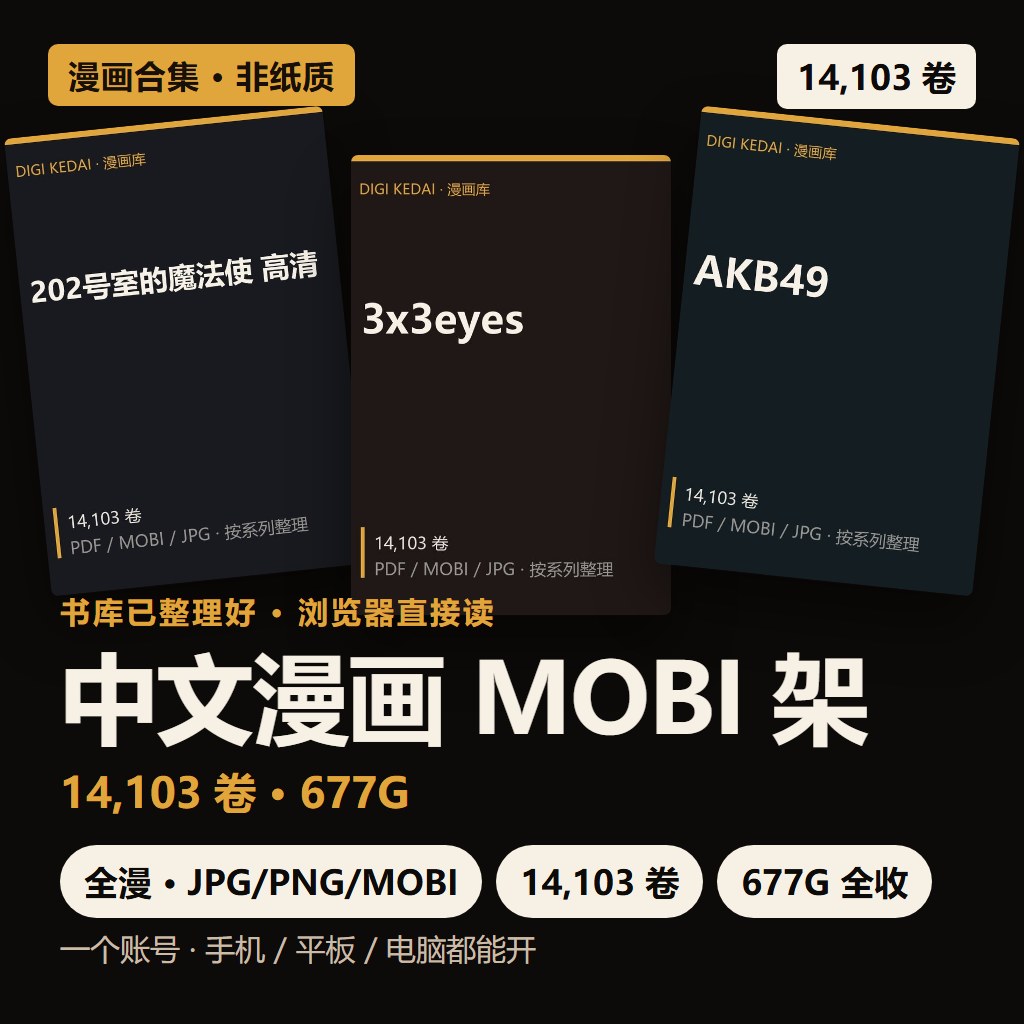 漫画合集 • 非纸质
14,103 卷
DIGI KEDAI · 漫画库
202号室的魔法使 高清
14,103 卷
PDF / MOBI / JPG · 按系列整理
DIGI KEDAI · 漫画库
3x3eyes
14,103 卷
PDF / MOBI / JPG · 按系列整理
DIGI KEDAI · 漫画库
AKB49
14,103 卷
PDF / MOBI / JPG · 按系列整理
书库已整理好 • 浏览器直接读
中文漫画 MOBI 架
14,103 卷 • 677G
全漫 • JPG/PNG/MOBI
14,103 卷
677G 全收
一个账号 · 手机 / 平板 / 电脑都能开